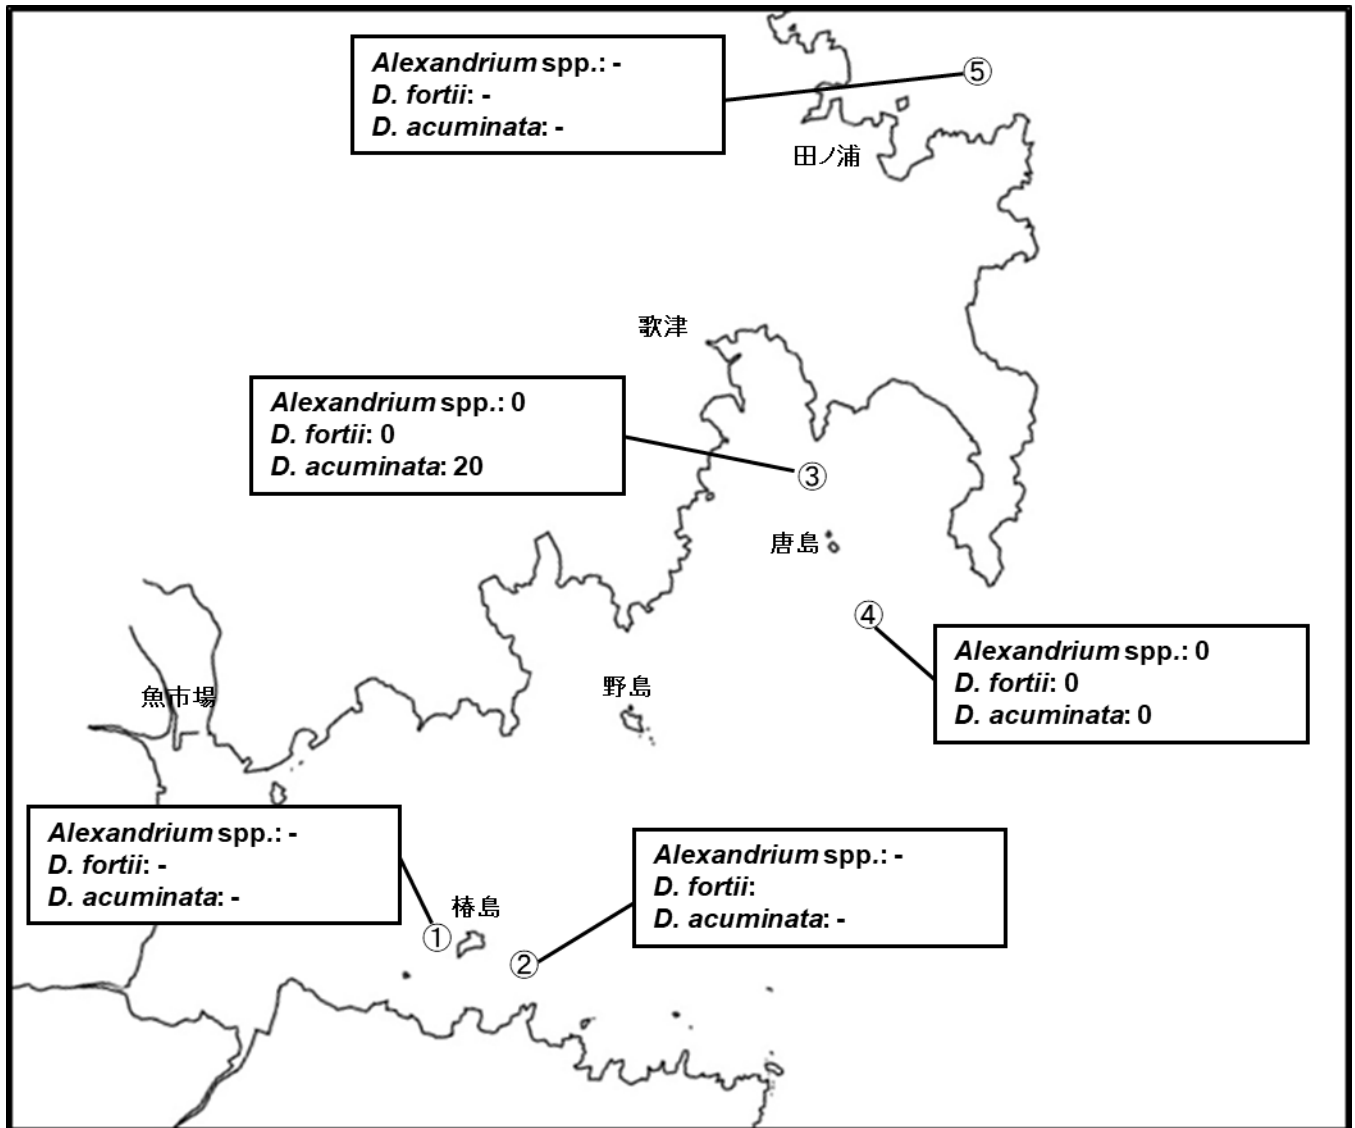 Alexandrium spp.: -
D. fortii: -
D. acuminata: -
⑤
田ノ浦
歌津
Alexandrium spp.: 0
D. fortii: 0
D. acuminata: 20
③
唐島
④
Alexandrium spp.: 0
D. fortii: 0
D. acuminata: 0
野島
魚市場
Alexandrium spp.: -
D. fortii: -
D. acuminata: -
椿島
①
②
Alexandrium spp.: -
D. fortii:
D. acuminata: -